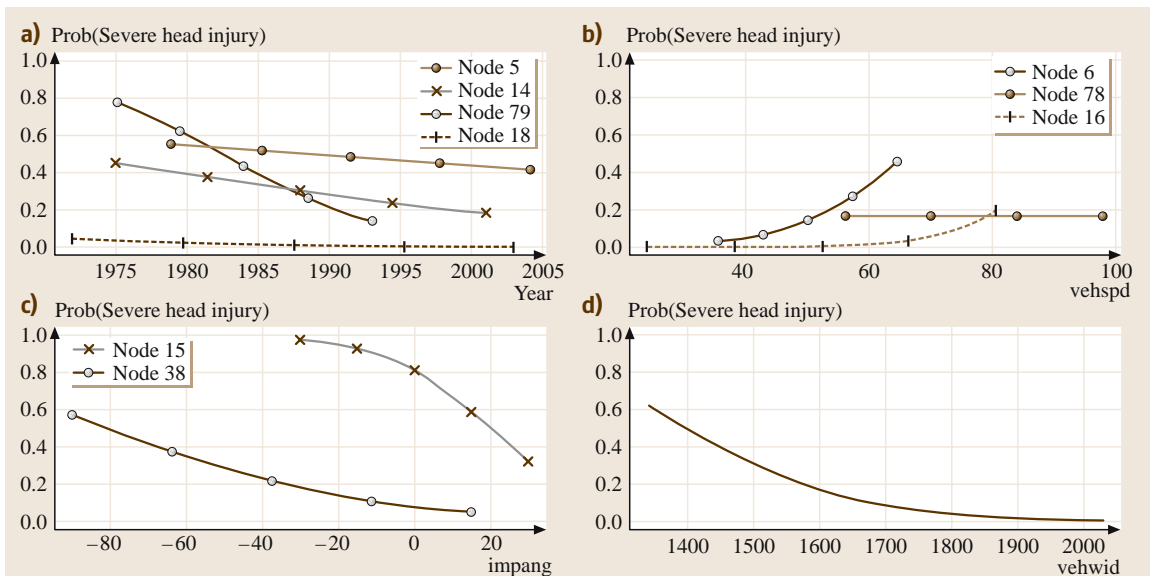 a) Prob(Severe head injury)
1.0
0.8
0.6
0.4
0.2
0.0
Node 5
Node 14
Node 79
Node 18
1975 1980 1985 1990 1995 2000 2005
Year
b) Prob(Severe head injury)
1.0
0.8
0.6
0.4
0.2
0.0
Node 6
Node 78
Node 16
40 60 80 100
vehspd
c) Prob(Severe head injury)
1.0
0.8
0.6
0.4
0.2
0.0
Node 15
Node 38
−80 −60 −40 −20 0 20
impang
d) Prob(Severe head injury)
1.0
0.8
0.6
0.4
0.2
0.0
1400 1500 1600 1700 1800 1900 2000
vehwid